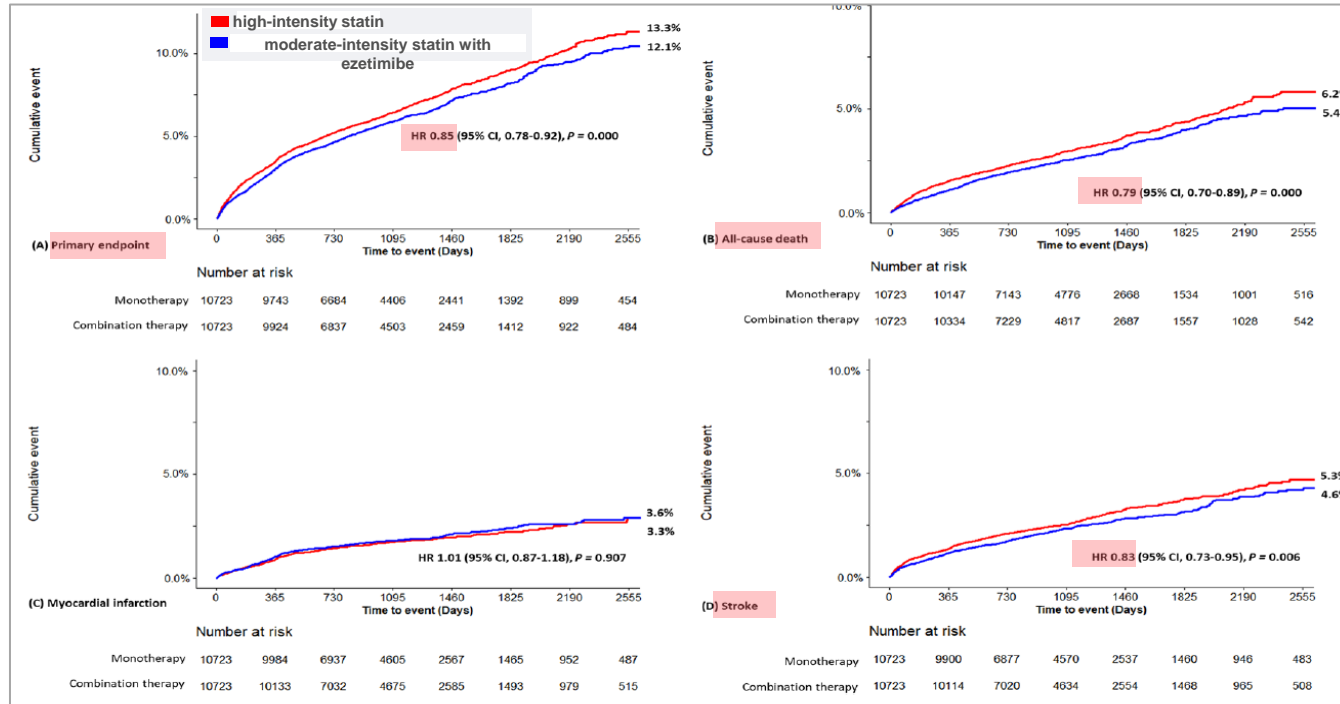 high-intensity statin
moderate-intensity statin with
ezetimibe
Cumulative event
10.0%
5.0%
0.0%
13.3%
12.1%
HR 0.85 (95% CI, 0.78-0.92), P = 0.000
0 365 730 1095 1460 1825 2190 2555
Time to event (Days)
(A) Primary endpoint
Number at risk
Monotherapy 10723 9743 6684 4406 2441 1392 899 454
Combination therapy 10723 9924 6837 4503 2459 1412 922 484
Cumulative event
10.0%
5.0%
0.0%
6.2%
5.4%
HR 0.79 (95% CI, 0.70-0.89), P = 0.000
0 365 730 1095 1460 1825 2190 2555
Time to event (Days)
(B) All-cause death
Number at risk
Monotherapy 10723 10147 7143 4776 2668 1534 1001 516
Combination therapy 10723 10334 7229 4817 2687 1557 1028 542
Cumulative event
10.0%
5.0%
0.0%
3.6%
3.3%
HR 1.01 (95% CI, 0.87-1.18), P = 0.907
0 365 730 1095 1460 1825 2190 2555
Time to event (Days)
(C) Myocardial infarction
Number at risk
Monotherapy 10723 9984 6937 4605 2567 1465 952 487
Combination therapy 10723 10133 7032 4675 2585 1493 979 515
Cumulative event
10.0%
5.0%
0.0%
5.3%
4.6%
HR 0.83 (95% CI, 0.73-0.95), P = 0.006
0 365 730 1095 1460 1825 2190 2555
Time to event (Days)
(D) Stroke
Number at risk
Monotherapy 10723 9900 6877 4570 2537 1460 946 483
Combination therapy 10723 10114 7020 4634 2554 1468 965 508